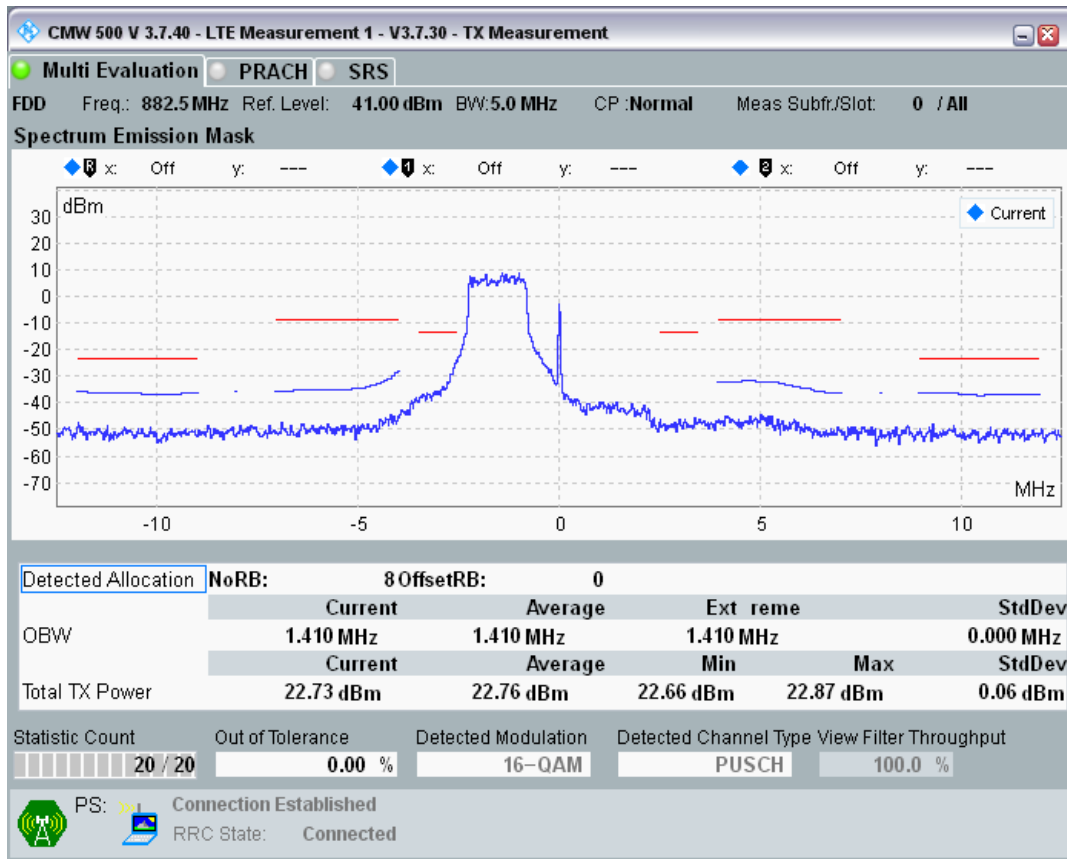 CMW 500 V 3.7.40 - LTE Measurement 1 - V3.7.30 - TX Measurement
Multi Evaluation PRACH SRS
FDD Freq.: 882.5 MHz Ref. Level: 41.00 dBm BW:5.0 MHz CP :Normal Meas Subfr./Slot: 0 / All
Spectrum Emission Mask
R x: Off y: --- 1 x: Off y: --- 2 x: Off y: ---
dBm
Current
30
20
10
0
-10
-20
-30
-40
-50
-60
-70
MHz
-10 -5 0 5 10
Detected Allocation NoRB: 8 OffsetRB: 0
Current Average Ext reme StdDev
OBW 1.410 MHz 1.410 MHz 1.410 MHz 0.000 MHz
Current Average Min Max StdDev
Total TX Power 22.73 dBm 22.76 dBm 22.66 dBm 22.87 dBm 0.06 dBm
Statistic Count Out of Tolerance Detected Modulation Detected Channel Type View Filter Throughput
20 / 20 0.00 % 16-QAM PUSCH 100.0 %
PS: Connection Established
RRC State: Connected